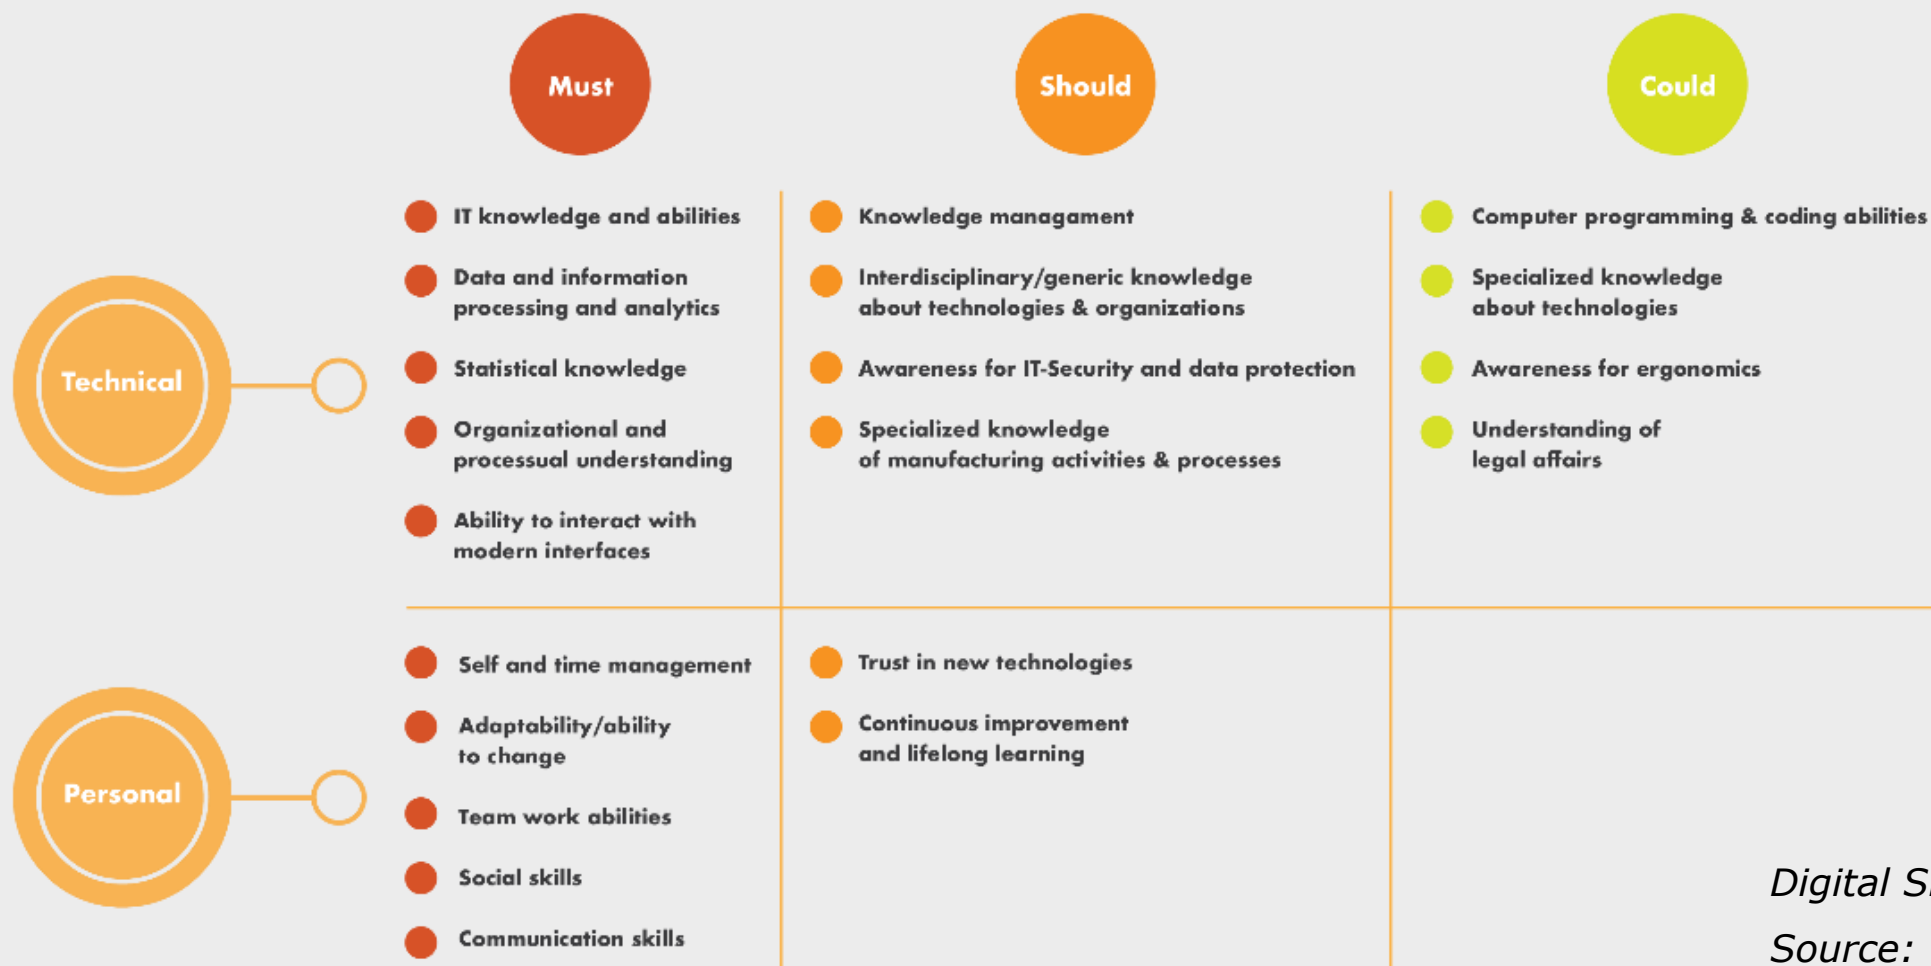 Must
Should
Could
Technical
IT knowledge and abilities
Data and information
processing and analytics
Statistical knowledge
Organizational and
processual understanding
Ability to interact with
modern interfaces
Knowledge managament
Interdisciplinary/generic knowledge
about technologies & organizations
Awareness for IT-Security and data protection
Specialized knowledge
of manufacturing activities & processes
Computer programming & coding abilities
Specialized knowledge
about technologies
Awareness for ergonomics
Understanding of
legal affairs
Personal
Self and time management
Adaptability/ability
to change
Team work abilities
Social skills
Communication skills
Trust in new technologies
Continuous improvement
and lifelong learning
Digital
Source: